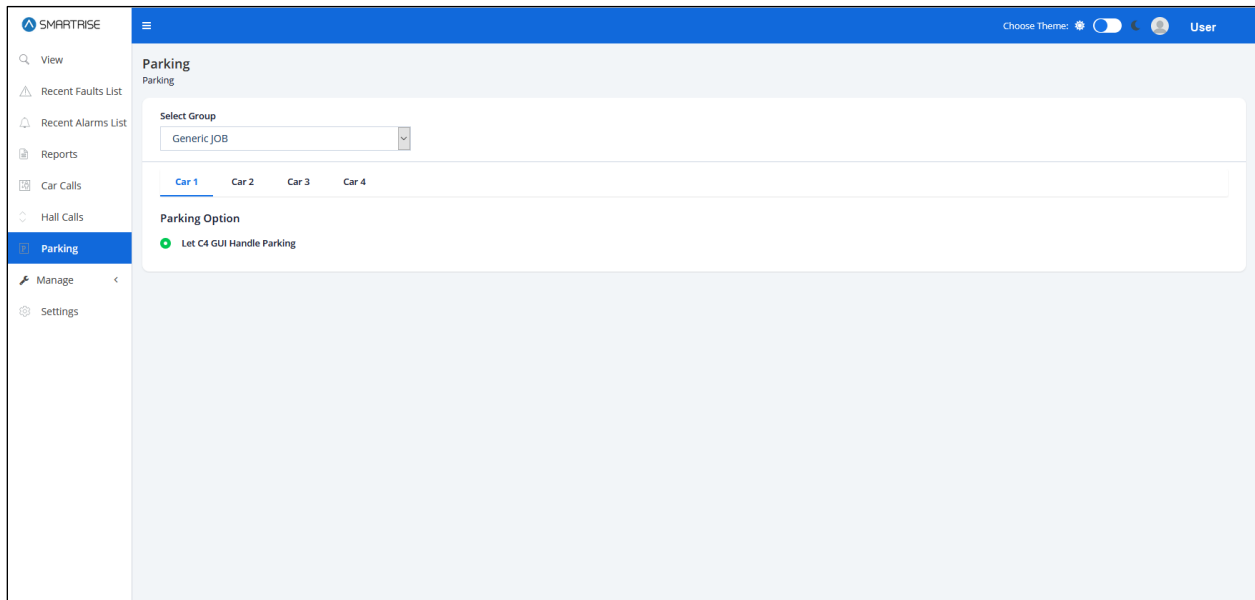 SMARTRISE
Choose Theme:
User
View
Recent Faults List
Recent Alarms List
Reports
Car Calls
Hall Calls
Parking
Manage
Settings
Parking
Parking
Select Group
Generic JOB
Car 1 Car 2 Car 3 Car 4
Parking Option
Let C4 GUI Handle Parking